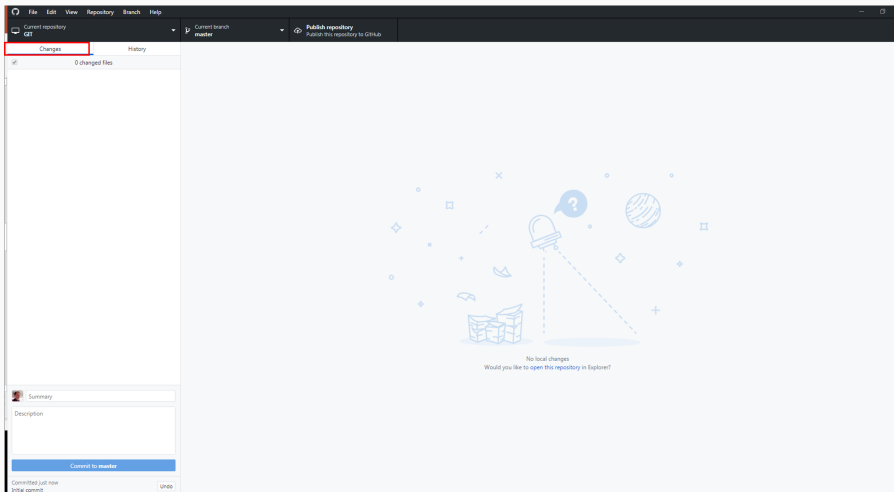 File Edit View Repository Branch Help
Current repository
GIT
Current branch
master
Publish repository
Publish this repository to GitHub
Changes History
0 changed files
?
No local changes
Would you like to open this repository in Explorer?
Summary
Description
Commit to master
Committed just now
Initial commit
Undo